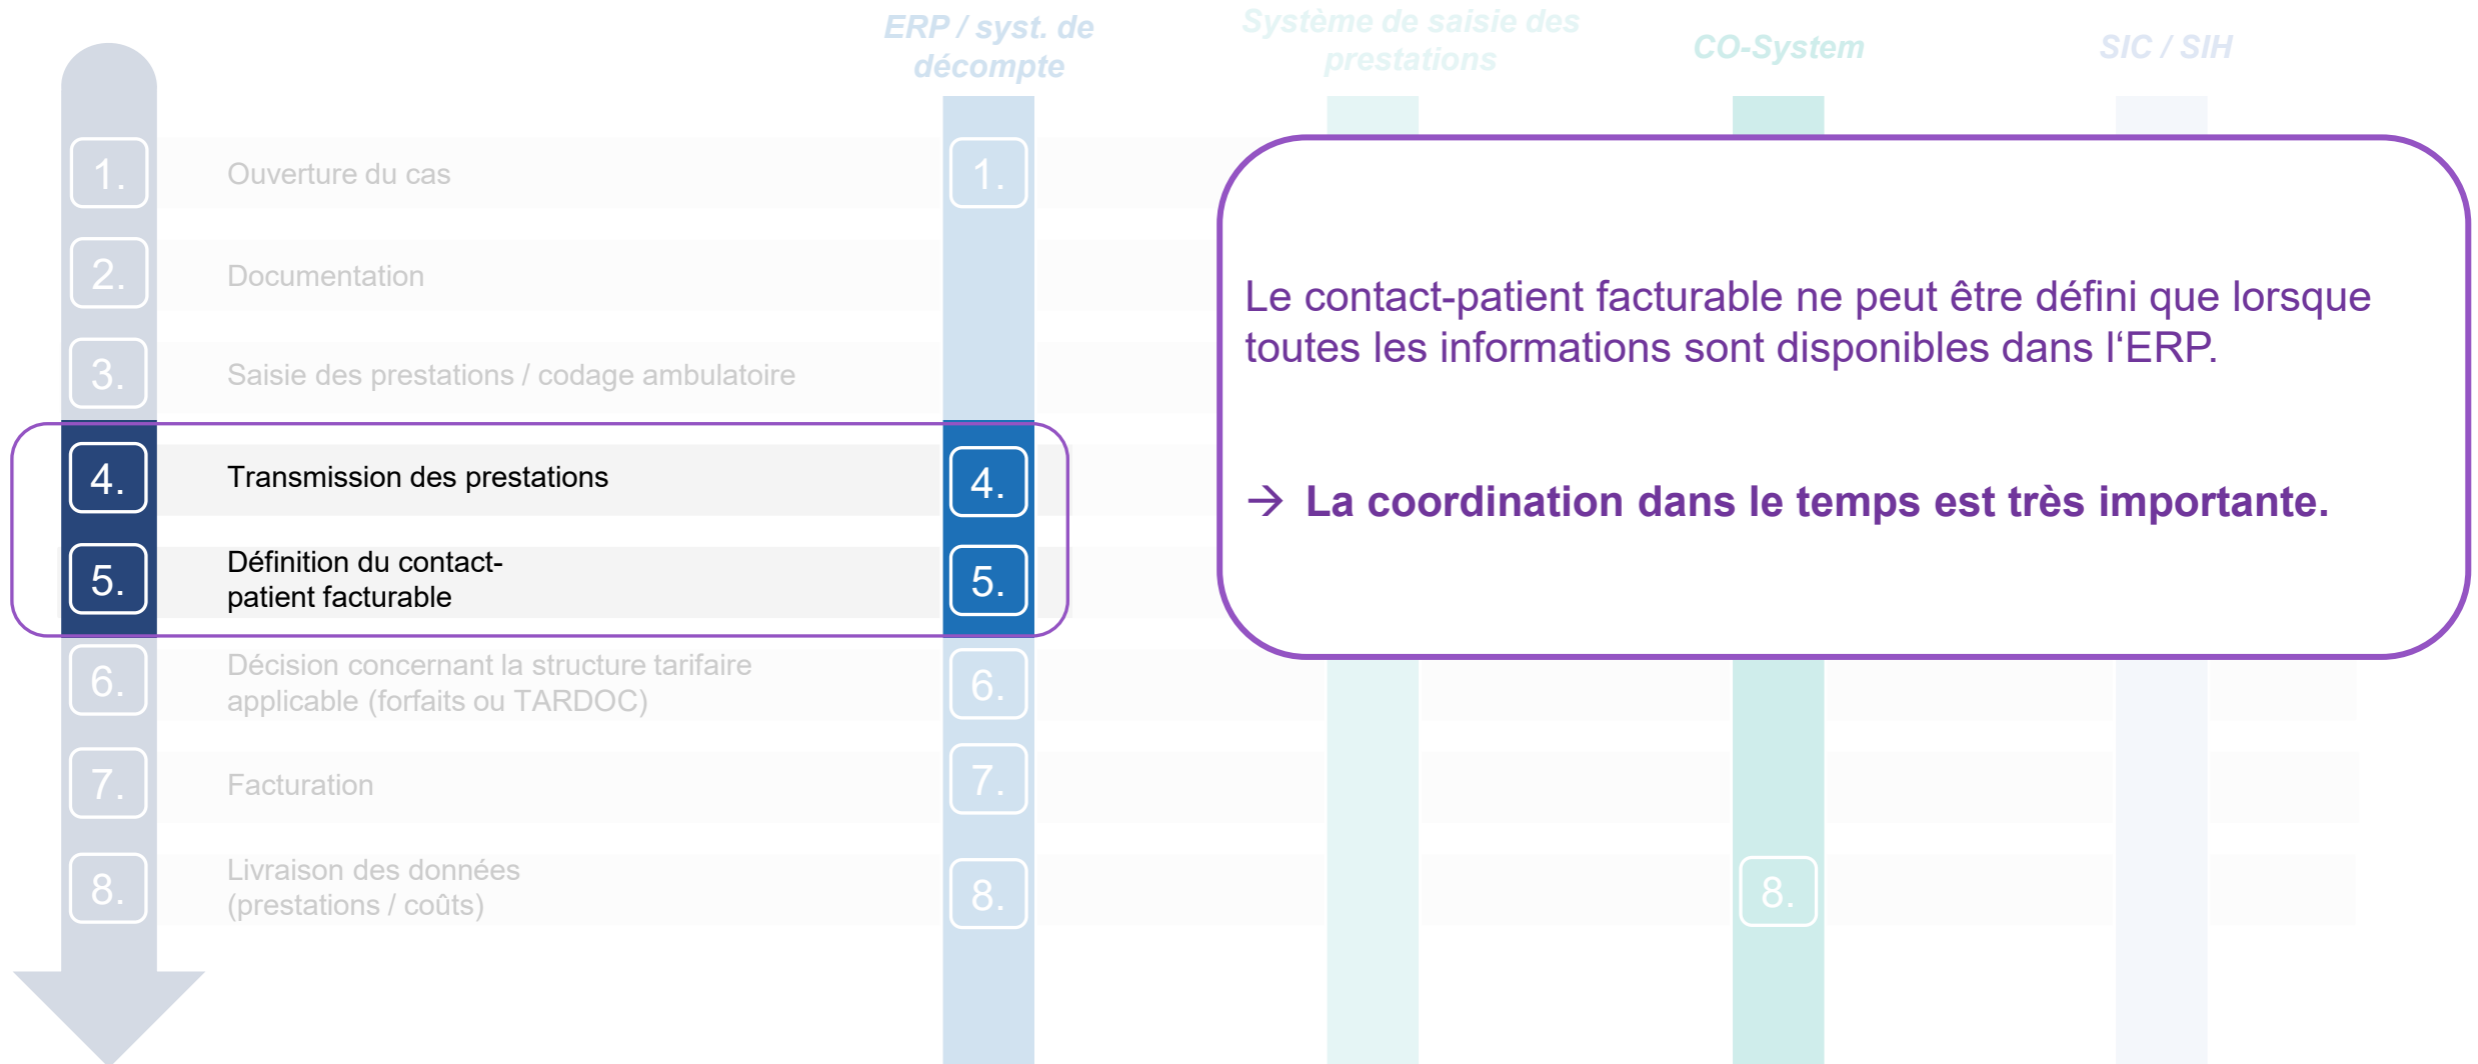 ERP / syst. de
décompte
Système de saisie des
prestations
CO-System
SIC / SIH
1.
Ouverture du cas
1.
2.
Documentation
3.
Saisie des prestations / codage ambulatoire
4.
Transmission des prestations
4.
5.
Définition du contact-
patient facturable
5.
6.
Décision concernant la structure tarifaire
applicable (forfaits ou TARDOC)
6.
7.
Facturation
7.
8.
Livraison des données
(prestations / coûts)
8.
8.
Le contact-patient facturable ne peut être défini que lorsque
toutes les informations sont disponibles dans l‘ERP.
→ La coordination dans le temps est très importante.